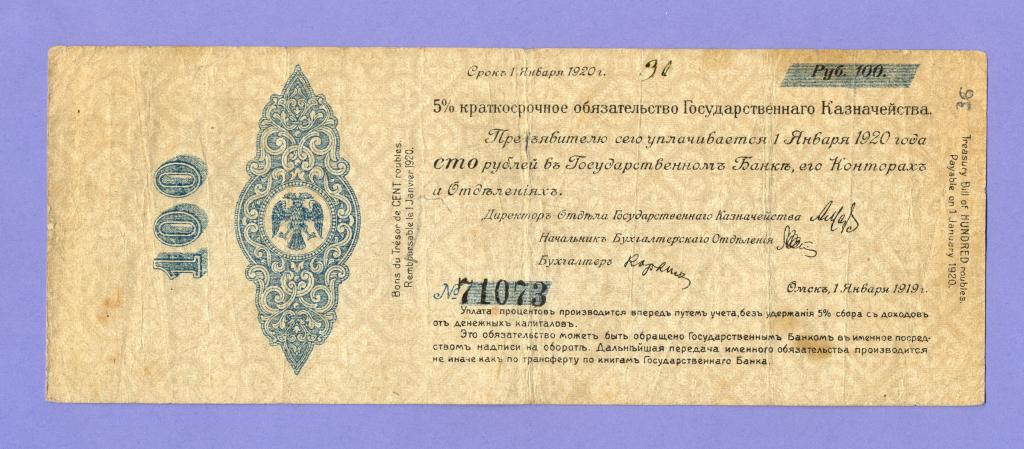 100
Bons du Trésor de CENT roubles.
Remboursable le 1 Janvier 1920.
Срокъ 1 Января 1920 г.
Руб. 100.
5% краткосрочное обязательство Государственнаго Казначейства.
Предъявителю сего уплачивается 1 Января 1920 года
сто рублей въ Государственномъ Банкѣ, его Конторахъ
и Отдѣленіяхъ.
Директоръ Отдѣла Государственнаго Казначейства
Начальникъ Бухгалтерскаго Отдѣленія
Бухгалтеръ
№ 71073
Омскъ, 1 Января 1919 г.
Уплата процентовъ производится впередъ путемъ учета, безъ удержанія 5% сбора съ доходовъ
отъ денежныхъ капиталовъ.
Это обязательство можетъ быть обращено Государственнымъ Банкомъ въ именное посред-
ствомъ надписи на оборотѣ. Дальнѣйшая передача именного обязательства производится
не иначе какъ по трансферту по книгамъ Государственнаго Банка.
36
Treasury Bill of HUNDRED roubles.
Payable on 1 January 1920.